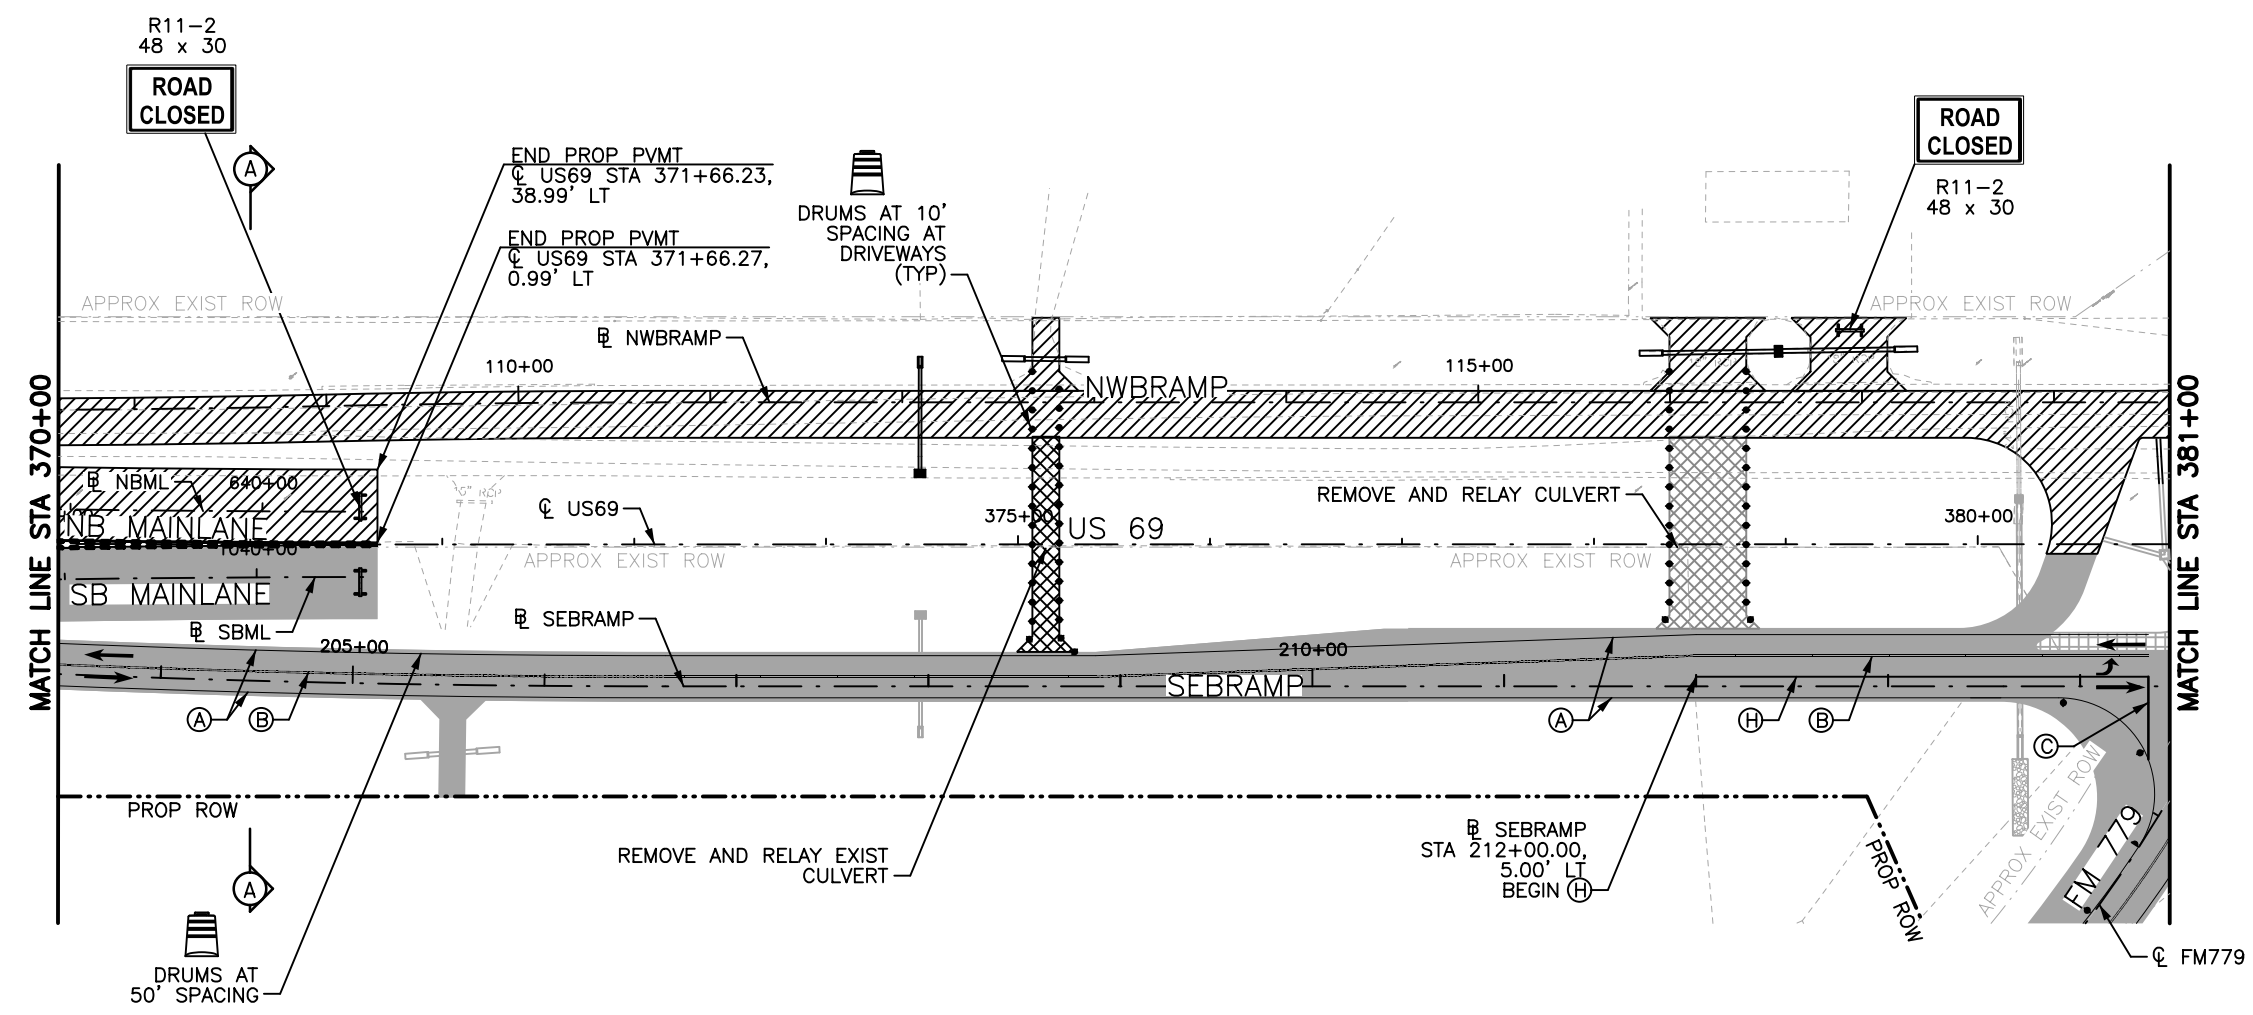 R11-2
48 x 30
ROAD
CLOSED
A
END PROP PVMT
℄ US69 STA 371+66.23,
38.99' LT
END PROP PVMT
℄ US69 STA 371+66.27,
0.99' LT
DRUMS AT 10'
SPACING AT
DRIVEWAYS
(TYP)
ROAD
CLOSED
R11-2
48 x 30
APPROX EXIST ROW
APPROX EXIST ROW
BL NWBRAMP
110+00
115+00
NWBRAMP
MATCH LINE STA 370+00
MATCH LINE STA 381+00
BL NBML
640+00
NB MAINLANE
1040+00
℄ US69
375+00
US 69
REMOVE AND RELAY CULVERT
380+00
APPROX EXIST ROW
APPROX EXIST ROW
SB MAINLANE
BL SBML
BL SEBRAMP
205+00
210+00
SEBRAMP
A
B
A
H
B
C
PROP ROW
A
REMOVE AND RELAY EXIST
CULVERT
BL SEBRAMP
STA 212+00.00,
5.00' LT
BEGIN H
PROP ROW
APPROX EXIST ROW
FM 779
℄ FM779
DRUMS AT
50' SPACING